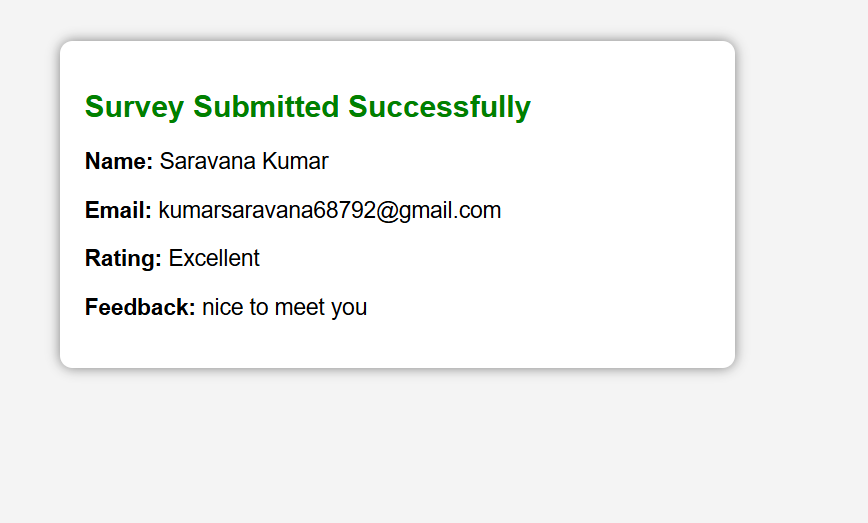 Survey Submitted Successfully
Name: Saravana Kumar
Email: kumarsaravana68792@gmail.com
Rating: Excellent
Feedback: nice to meet you